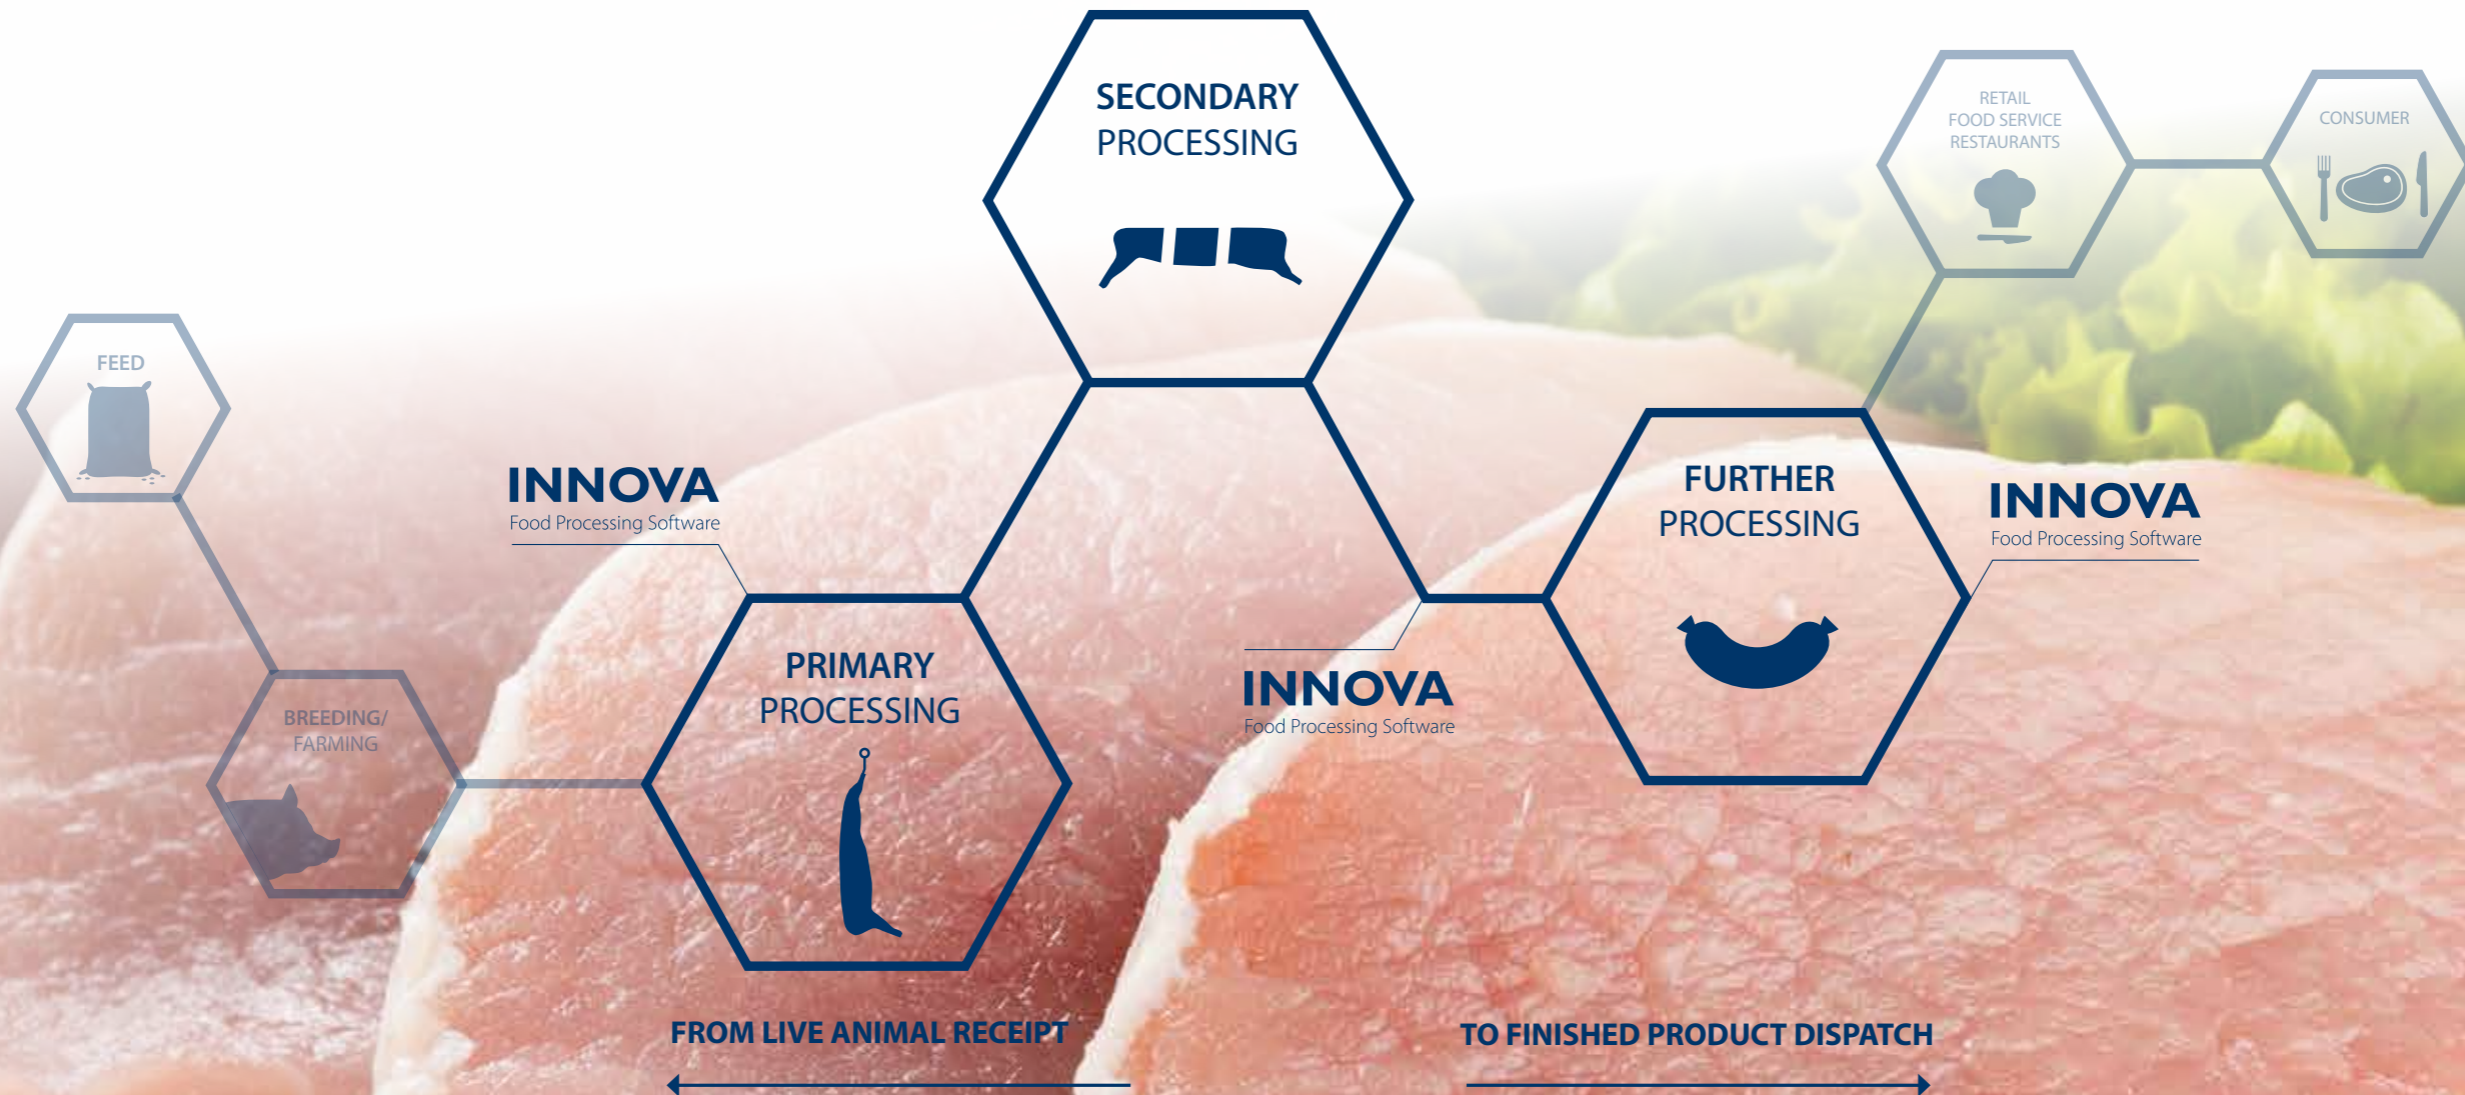 SECONDARY
PROCESSING
RETAIL
FOOD SERVICE
RESTAURANTS
CONSUMER
FEED
INNOVA
Food Processing Software
FURTHER
PROCESSING
INNOVA
Food Processing Software
PRIMARY
PROCESSING
INNOVA
Food Processing Software
BREEDING/
FARMING
FROM LIVE ANIMAL RECEIPT
TO FINISHED PRODUCT DISPATCH